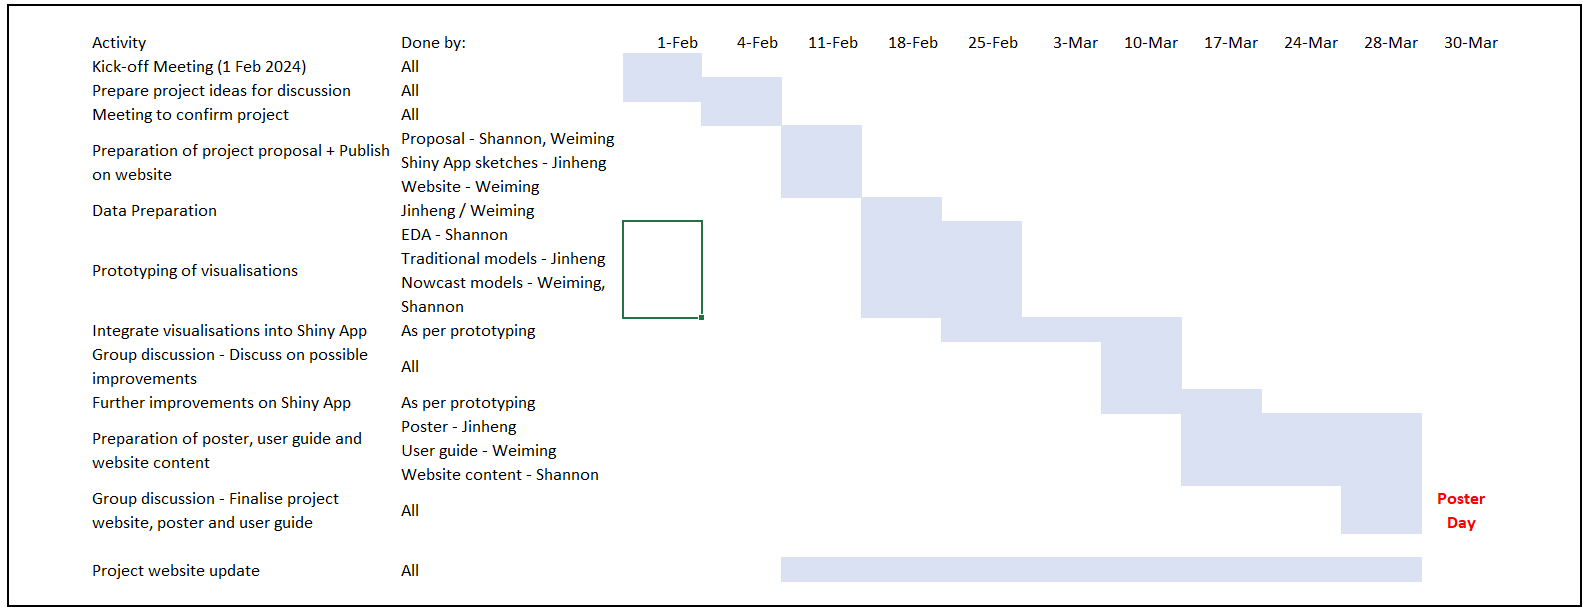 Activity Done by: 1-Feb 4-Feb 11-Feb 18-Feb 25-Feb 3-Mar 10-Mar 17-Mar 24-Mar 28-Mar 30-Mar
Kick-off Meeting (1 Feb 2024) All
Prepare project ideas for discussion All
Meeting to confirm project All
Preparation of project proposal + Publish
on website
Proposal - Shannon, Weiming
Shiny App sketches - Jinheng
Website - Weiming
Data Preparation Jinheng / Weiming
Prototyping of visualisations
EDA - Shannon
Traditional models - Jinheng
Nowcast models - Weiming,
Shannon
Integrate visualisations into Shiny App As per prototyping
Group discussion - Discuss on possible
improvements
All
Further improvements on Shiny App As per prototyping
Preparation of poster, user guide and
website content
Poster - Jinheng
User guide - Weiming
Website content - Shannon
Group discussion - Finalise project
website, poster and user guide
All
Poster
Day
Project website update All